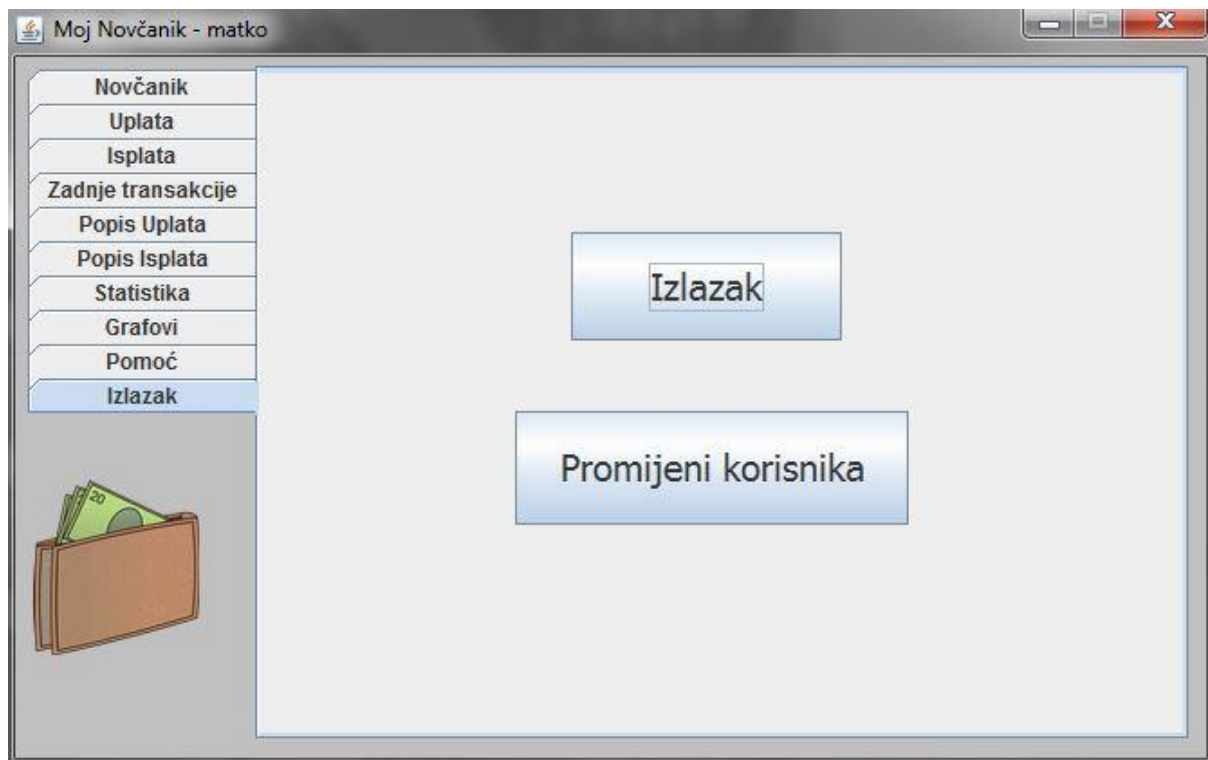 Moj Novčanik - matko
Novčanik
Uplata
Isplata
Zadnje transakcije
Popis Uplata
Popis Isplata
Statistika
Grafovi
Pomoć
Izlazak
Izlazak
Promijeni korisnika
20